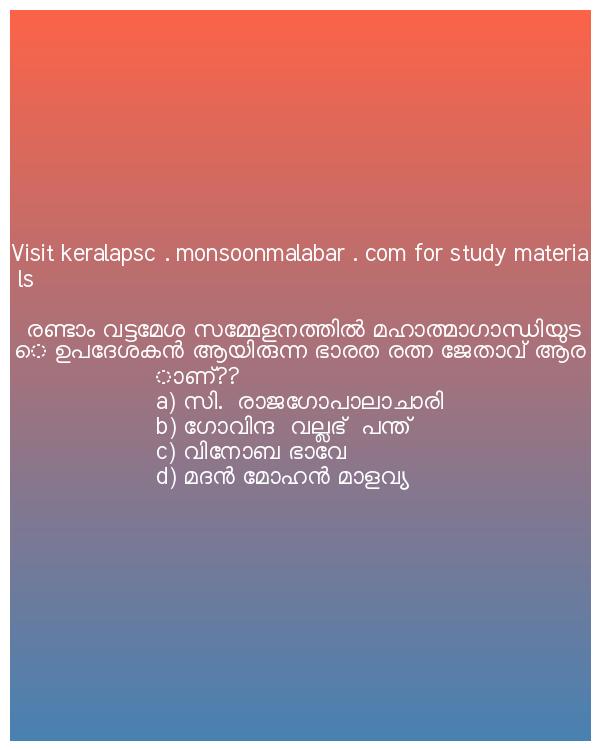 Visit keralapsc . monsoonmalabar . com for study materia
ls
രണ്ടാം വട്ടമേശ സമ്മേളനത്തിൽ മഹാത്മാഗാന്ധിയുട
െ ഉപദേശകൻ ആയിരുന്ന ഭാരത രത്ന ജേതാവ് ആര
ാണ്??
a) സി. രാജഗോപാലാചാരി
b) ഗോവിന്ദ വല്ലഭ് പന്ത്
c) വിനോബ ഭാവേ
d) മദൻ മോഹൻ മാളവ്യ